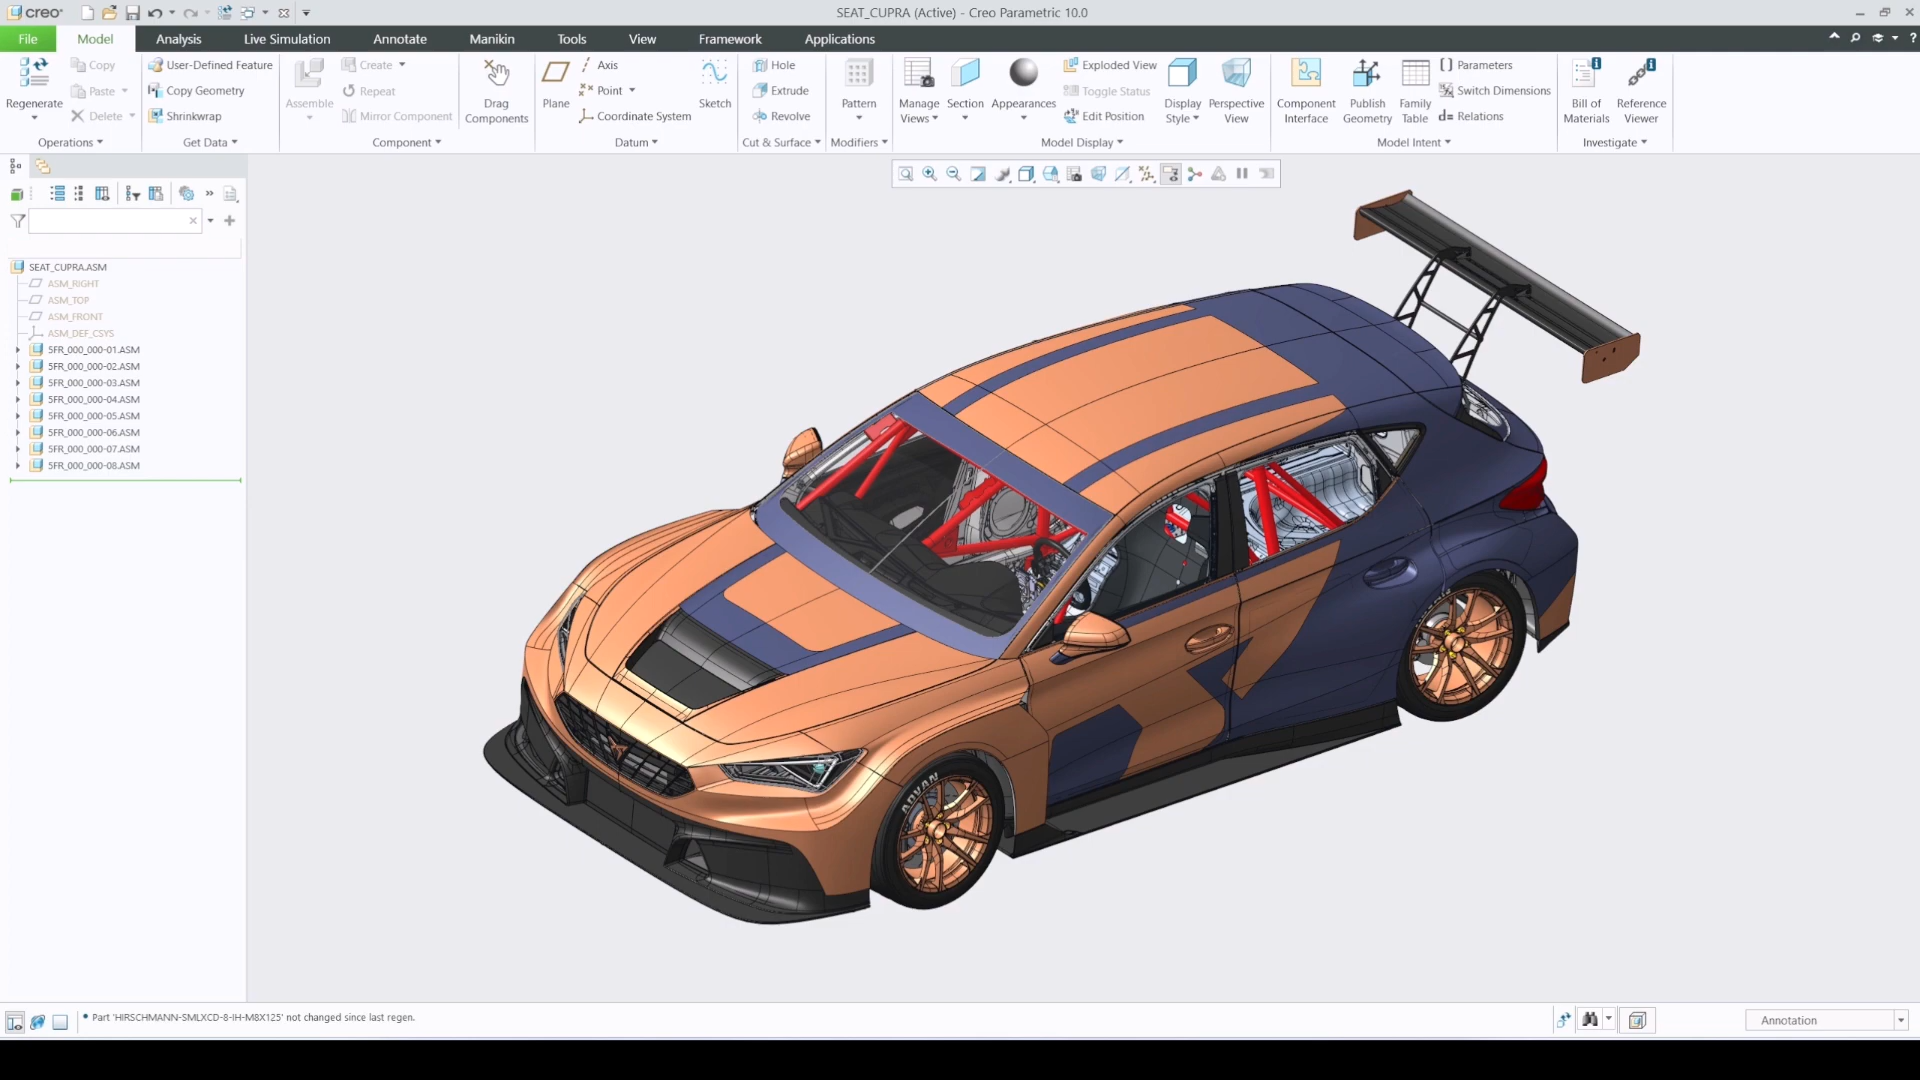 creo®
SEAT_CUPRA (Active) - Creo Parametric 10.0
File
Model
Analysis
Live Simulation
Annotate
Manikin
Tools
View
Framework
Applications
Regenerate
Copy
Paste
Delete
Operations
User-Defined Feature
Copy Geometry
Shrinkwrap
Get Data
Assemble
Create
Repeat
Mirror Component
Drag
Components
Component
Plane
Axis
Point
Coordinate System
Sketch
Datum
Hole
Extrude
Revolve
Cut & Surface
Pattern
Modifiers
Manage
Views
Section
Appearances
Exploded View
Toggle Status
Edit Position
Display
Style
Perspective
View
Model Display
Component
Interface
Publish
Geometry
Family
Table
Parameters
Switch Dimensions
d= Relations
Model Intent
Bill of
Materials
Reference
Viewer
Investigate
SEAT_CUPRA.ASM
ASM_RIGHT
ASM_TOP
ASM_FRONT
ASM_DEF_CSYS
5FR_000_000-01.ASM
5FR_000_000-02.ASM
5FR_000_000-03.ASM
5FR_000_000-04.ASM
5FR_000_000-05.ASM
5FR_000_000-06.ASM
5FR_000_000-07.ASM
5FR_000_000-08.ASM
ADVAN
• Part 'HIRSCHMANN-SMLXCD-8-IH-M8X125' not changed since last regen.
Annotation